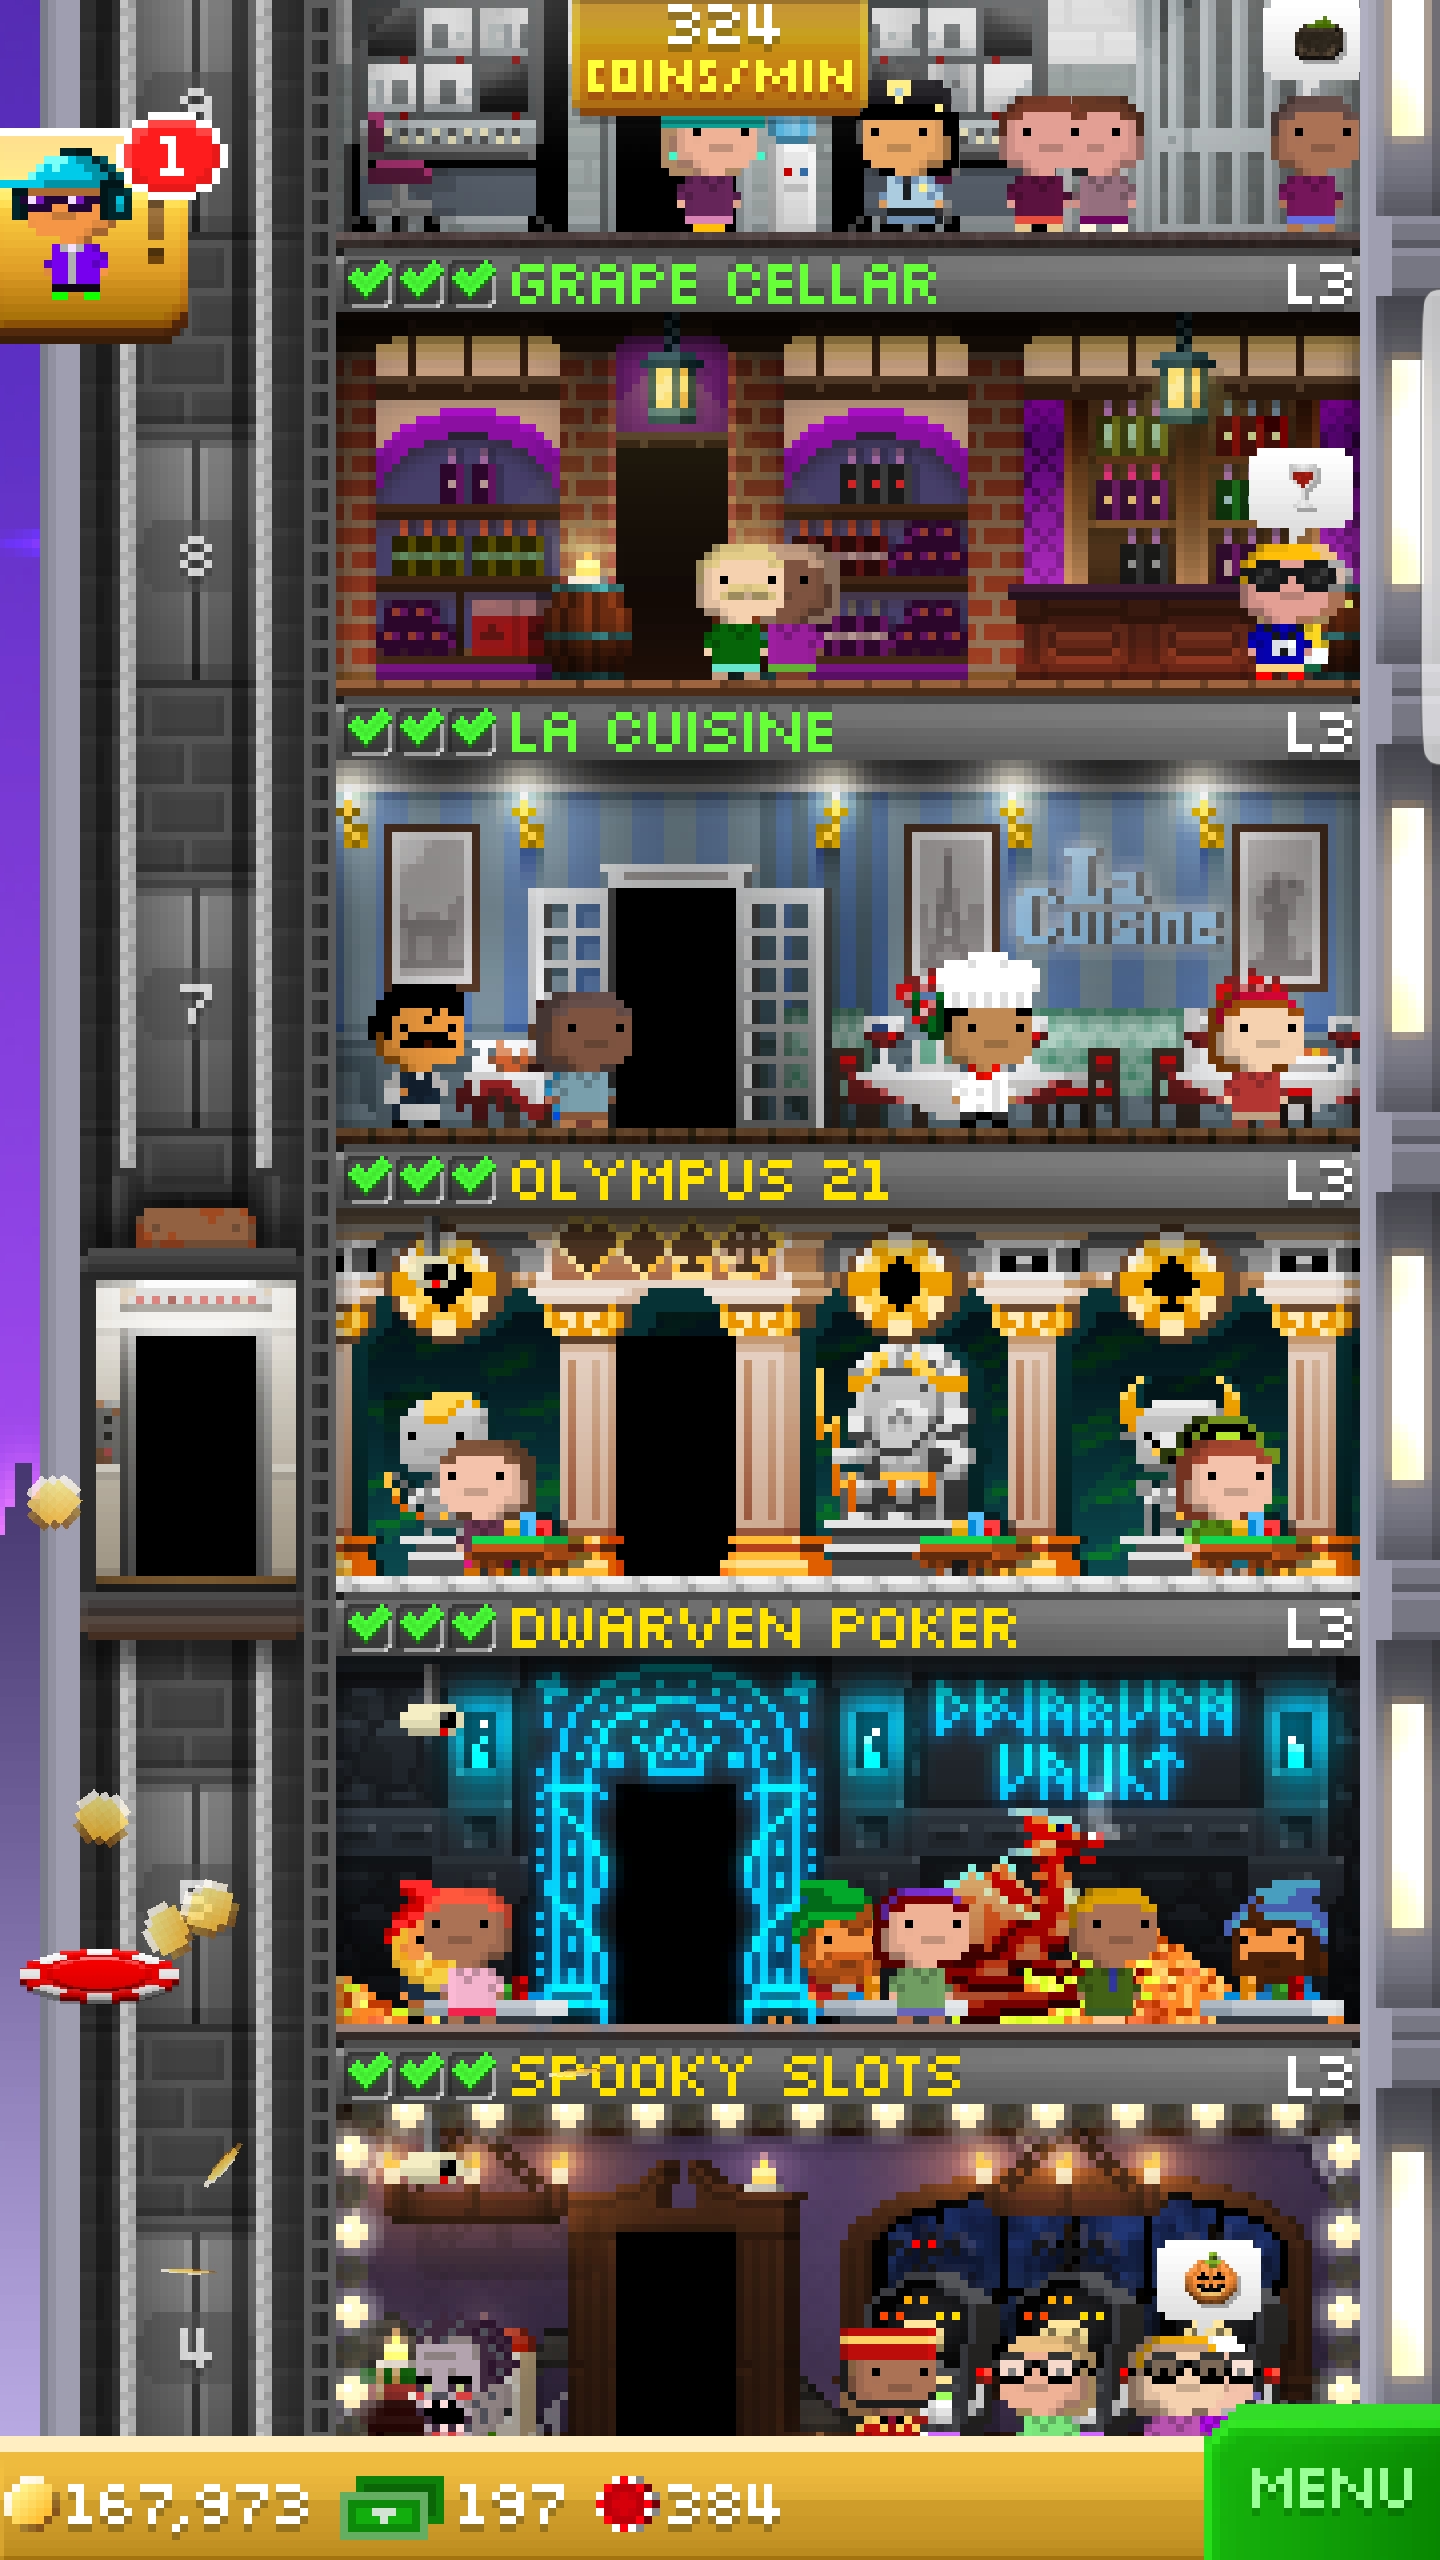 324
COINS/MIN
9
1
GRAPE CELLAR L3
8
LA CUISINE L3
La
Cuisine
7
OLYMPUS 21 L3
DWARVEN POKER L3
DWARVEN
VAULT
SPOOKY SLOTS L3
4
167,973 197 384
MENU